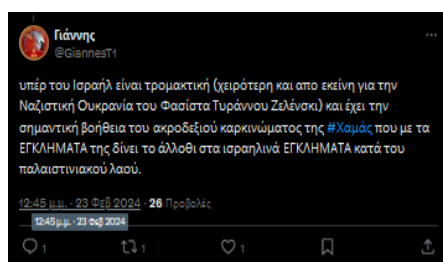 Γιάννης
@GiannesT1
υπέρ του Ισραήλ είναι τρομακτική (χειρότερη και απο εκείνη για την
Ναζιστική Ουκρανία του Φασίστα Τυράννου Ζελένσκι) και έχει την
σημαντική βοήθεια του ακροδεξιού καρκινώματος της #Χαμάς που με τα
ΕΓΚΛΗΜΑΤΑ της δίνει το άλλοθι στα ισραηλινά ΕΓΚΛΗΜΑΤΑ κατά του
παλαιστινιακού λαού.
12:45 μ.μ. · 23 Φεβ 2024 · 26 Προβολές
12:45 μ.μ. · 23 Φεβ 2024
1 1 1